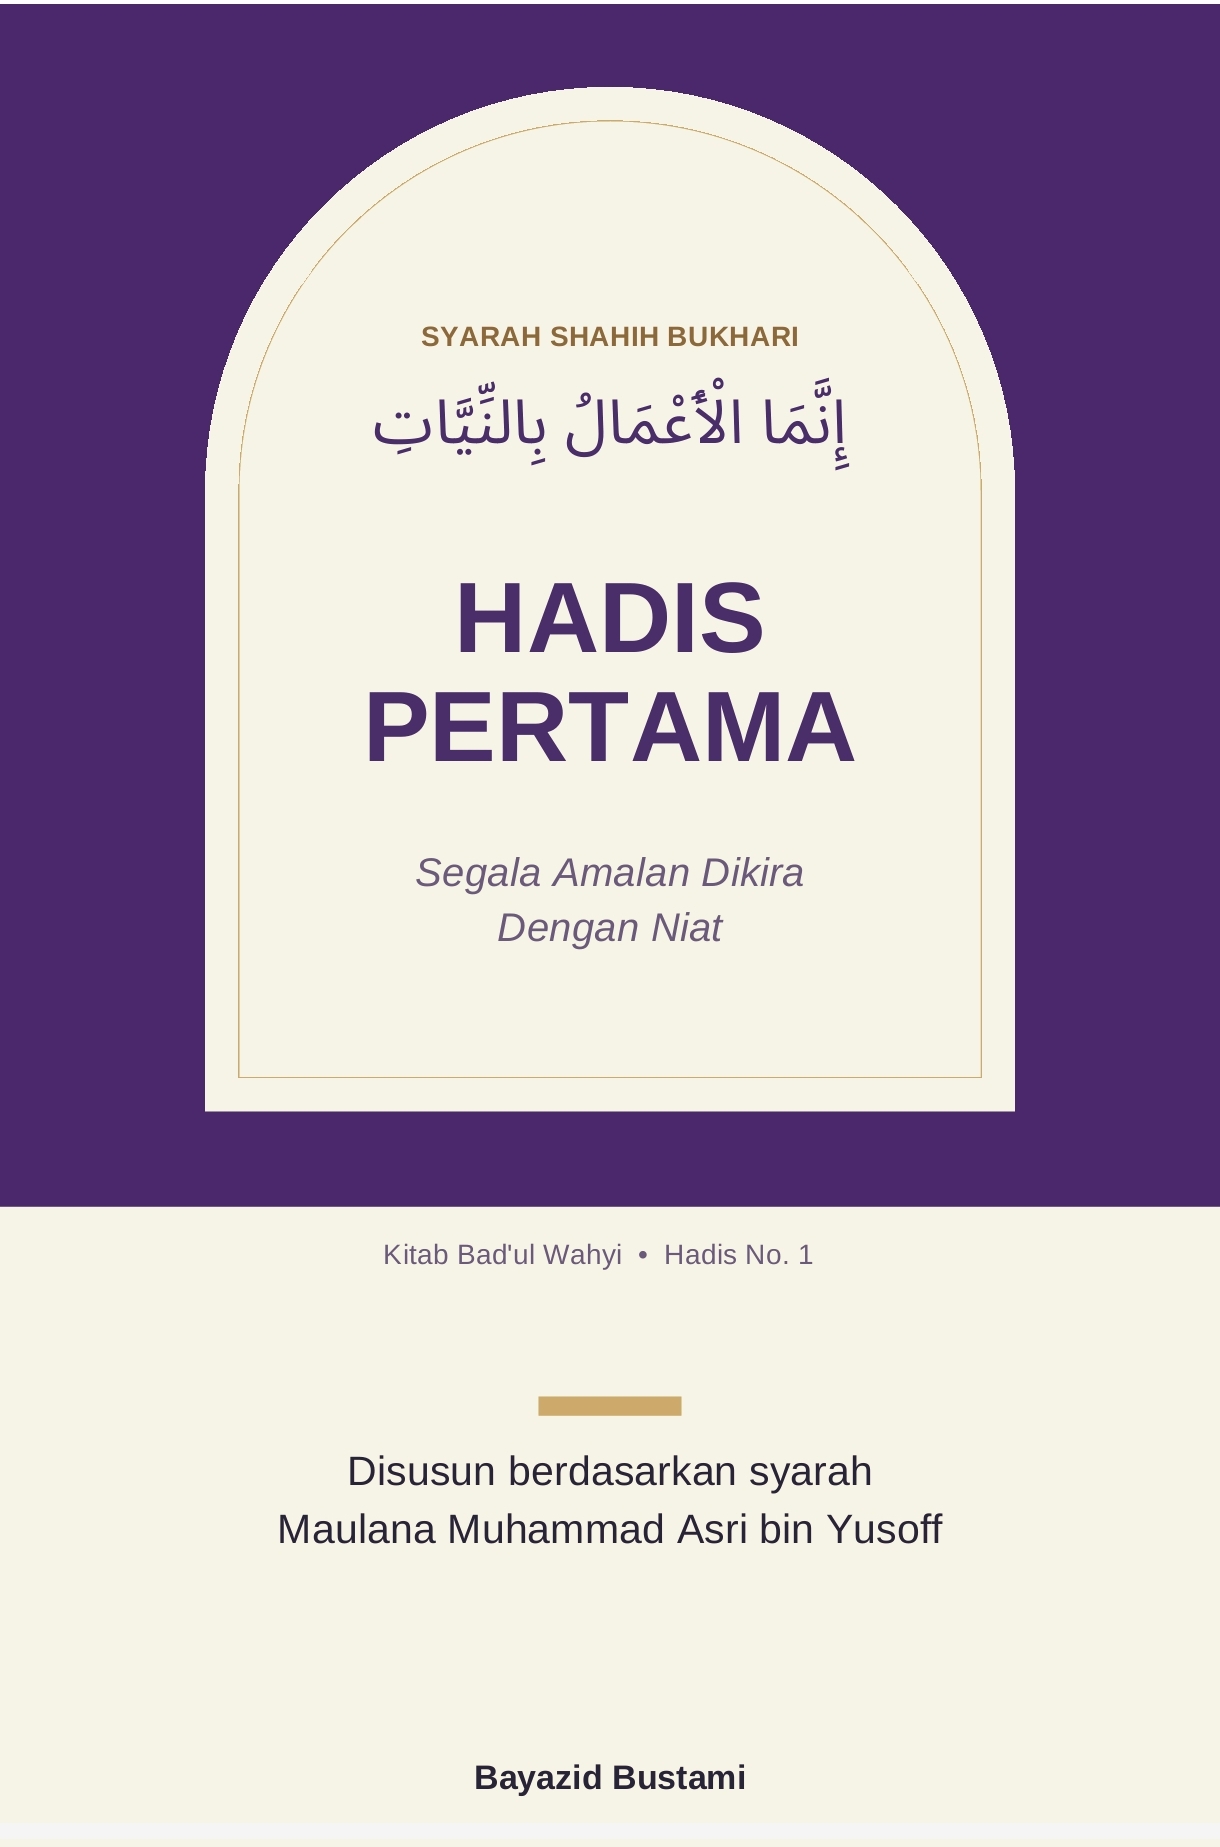 SYARAH SHAHIH BUKHARI
إِنَّمَا الْأَعْمَالُ بِالنِّيَّاتِ
HADIS
PERTAMA
Segala Amalan Dikira
Dengan Niat
Kitab Bad'ul Wahyi • Hadis No. 1
Disusun berdasarkan syarah
Maulana Muhammad Asri bin Yusoff
Bayazid Bustami